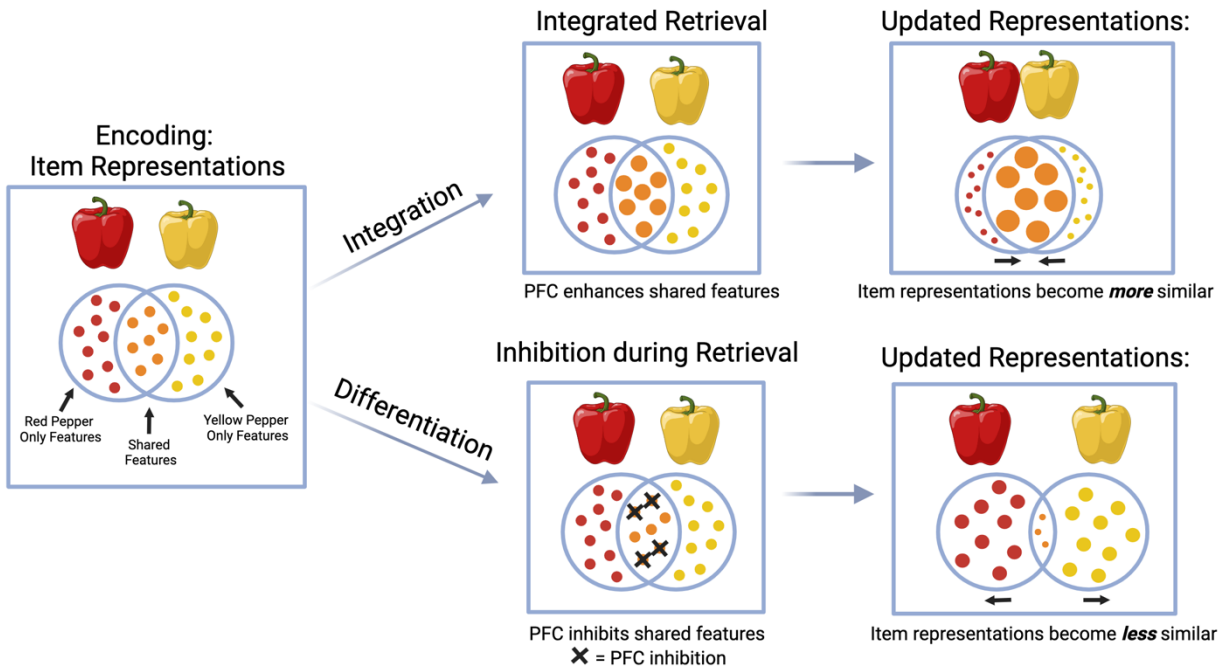 Encoding:
Item Representations
Red Pepper
Only Features
Shared
Features
Yellow Pepper
Only Features
Integration
Differentiation
Integrated Retrieval
PFC enhances shared features
Updated Representations:
Item representations become more similar
Inhibition during Retrieval
PFC inhibits shared features
✕ = PFC inhibition
Updated Representations:
Item representations become less similar